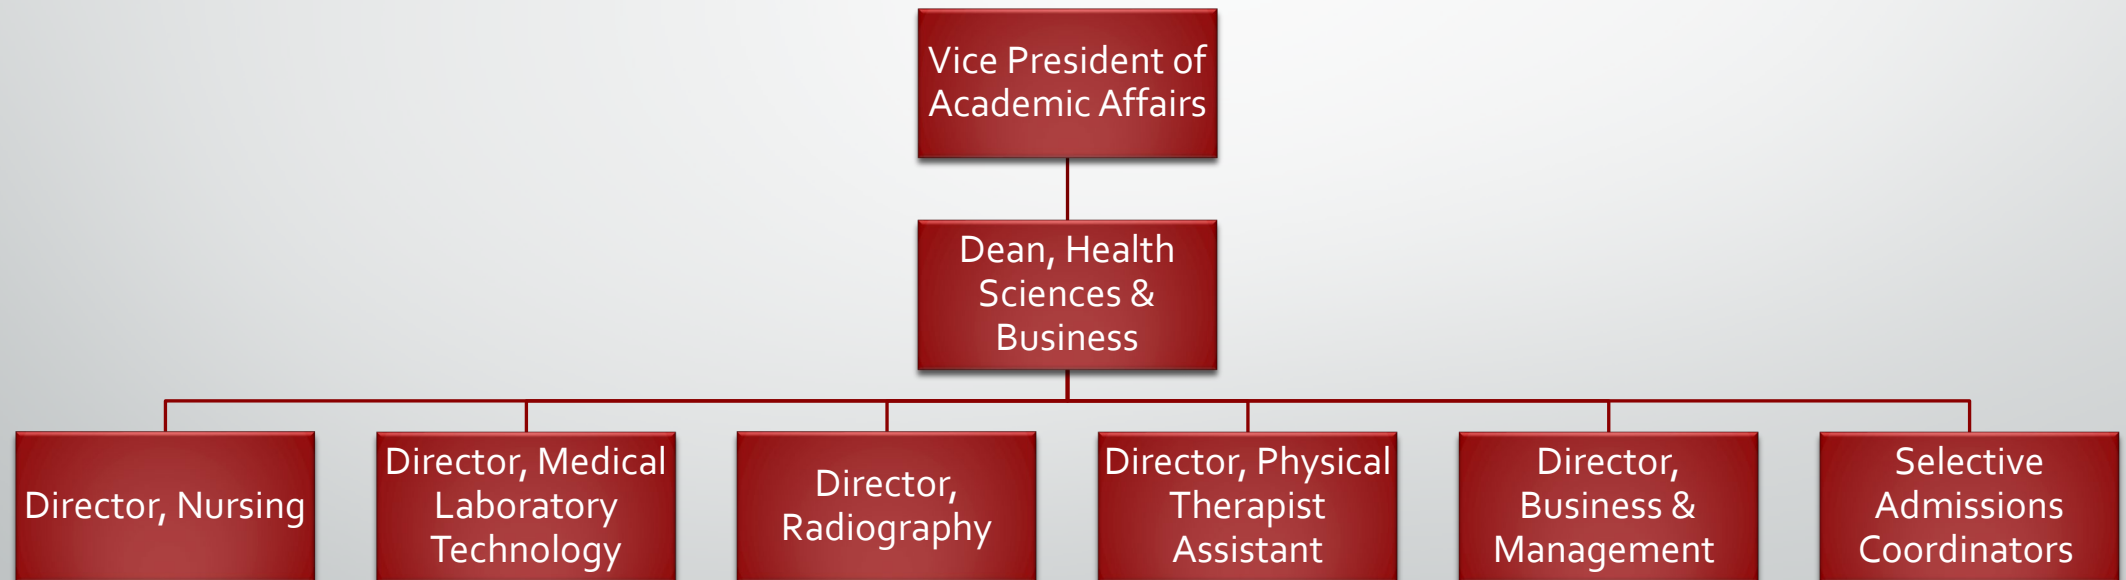 Vice President of
Academic Affairs
Dean, Health
Sciences &
Business
Director, Nursing
Director, Medical
Laboratory
Technology
Director,
Radiography
Director, Physical
Therapist
Assistant
Director,
Business &
Management
Selective
Admissions
Coordinators